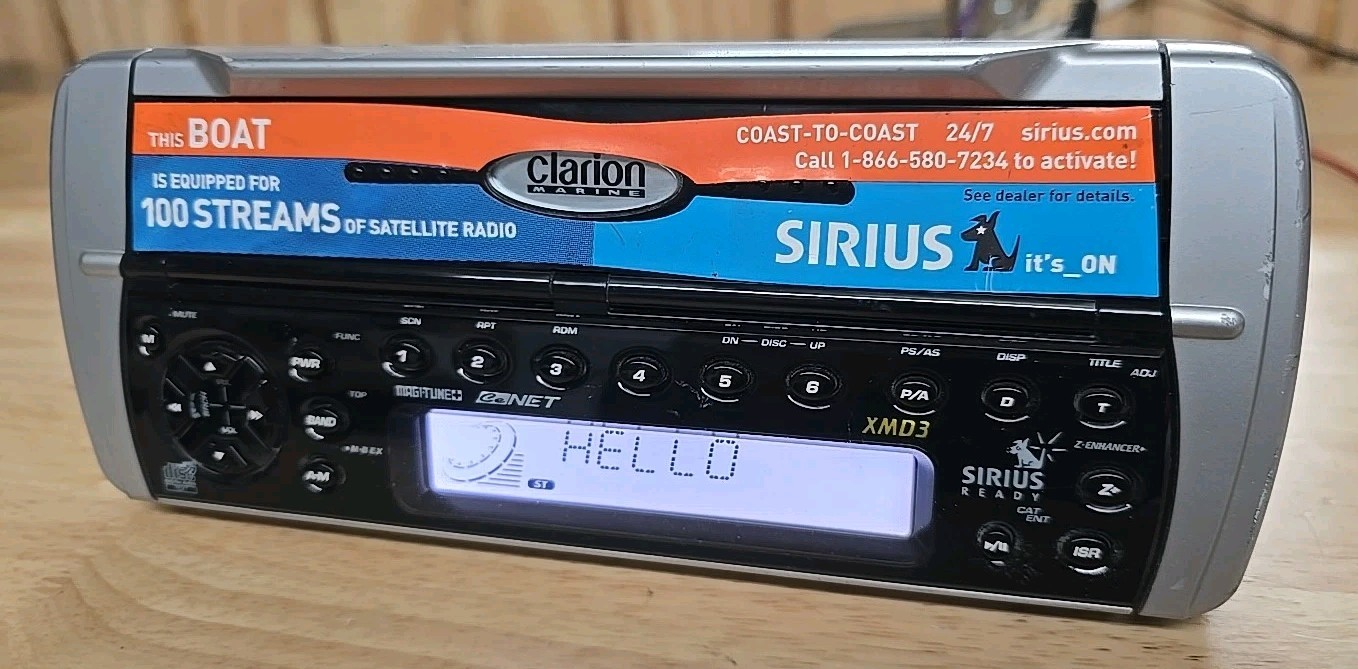 THIS BOAT
IS EQUIPPED FOR
100 STREAMS OF SATELLITE RADIO
clarion
MARINE
COAST-TO-COAST 24/7 sirius.com
Call 1-866-580-7234 to activate!
See dealer for details.
SIRIUS it's_ON
MUTE
M
FUNC
PWR
TOP
BAND
M-B EX
A-M
SCN
1
RPT
2
RDM
3
4
DN — DISC — UP
5
6
PS/AS
P/A
DISP
D
TITLE
T
ADJ
MAGITUNE
CeNET
XMD3
HELLO
ST
SIRIUS
READY
Z-ENHANCER+
Z+
CAT
ENT
ISR